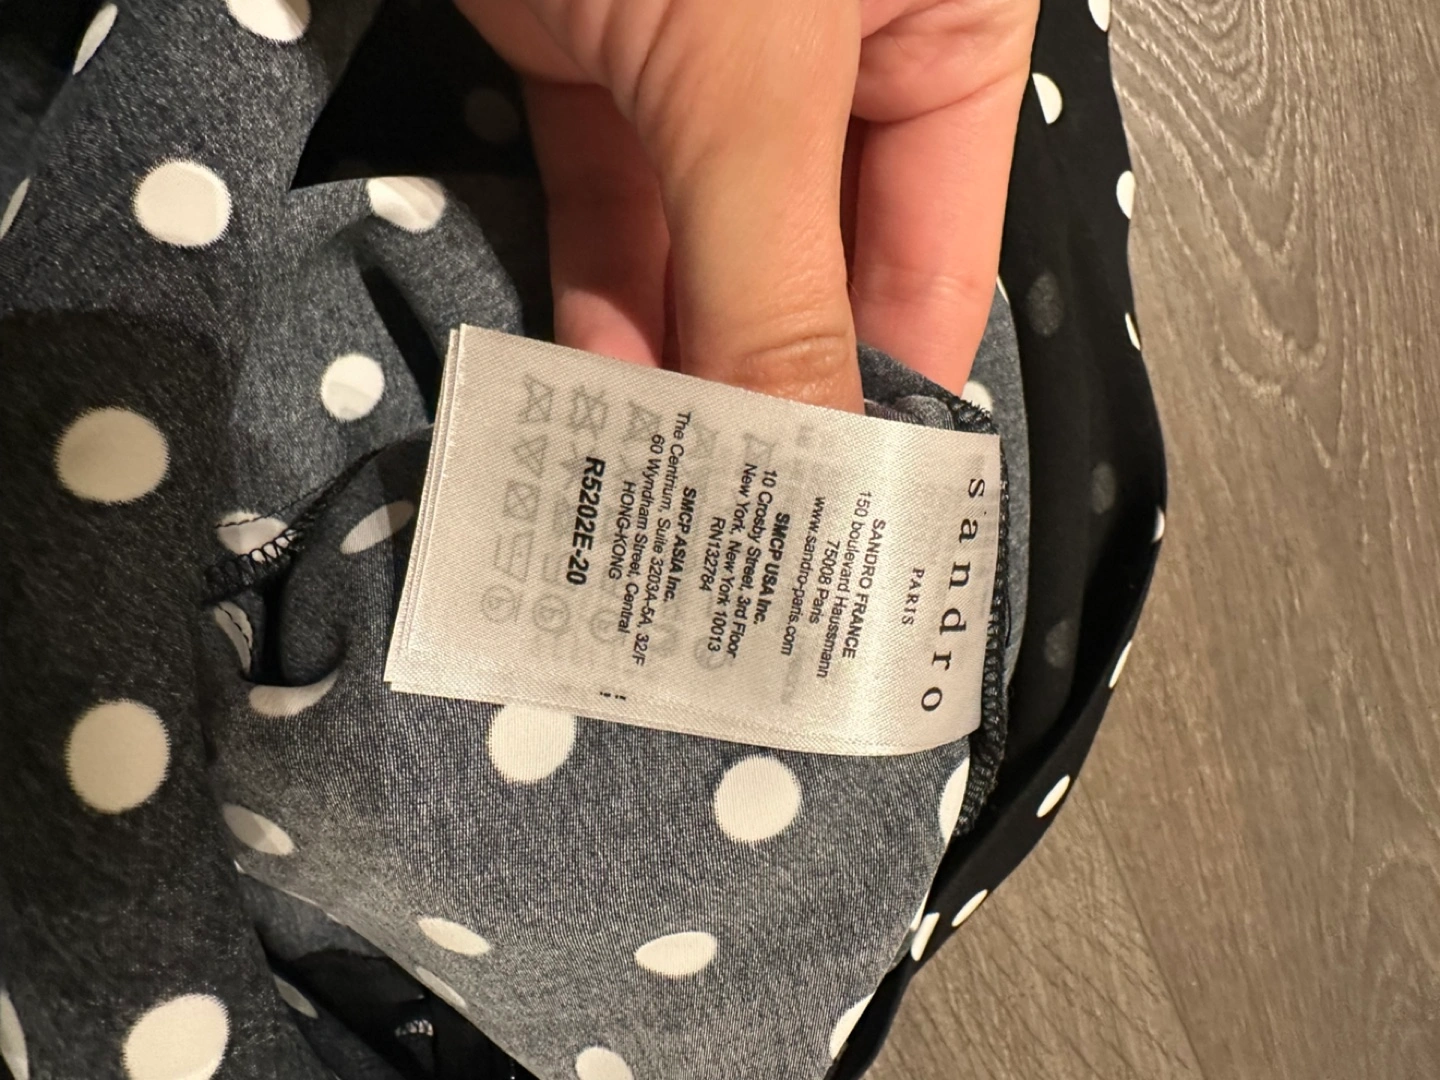 sandro
PARIS
SANDRO FRANCE
150 boulevard Haussmann
75008 Paris
www.sandro-paris.com
SMCP USA Inc.
10 Crosby Street, 3rd Floor
New York, New York 10013
RN132784
SMCP ASIA Inc.
The Centrium, Suite 3203A-5A, 32/F
60 Wyndham Street, Central
HONG-KONG
R5202E-20